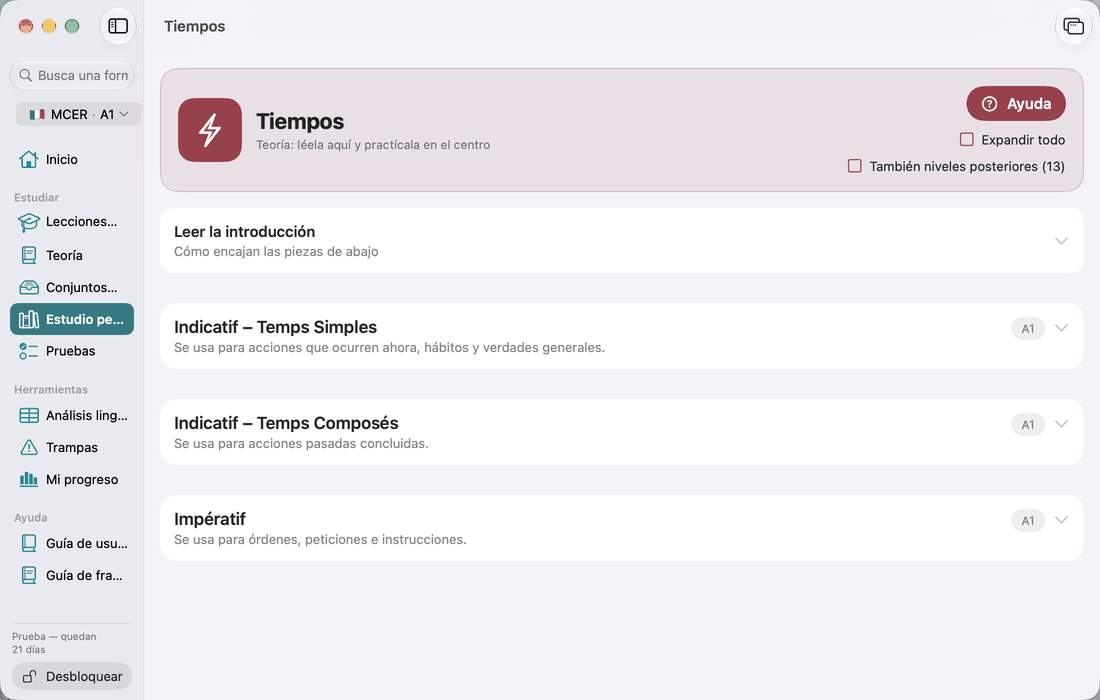 Tiempos
Busca una forn
MCER · A1
Inicio
Estudiar
Lecciones...
Teoría
Conjuntos...
Estudio pe...
Pruebas
Herramientas
Análisis ling...
Trampas
Mi progreso
Ayuda
Guía de usu...
Guía de fra...
Prueba — quedan
21 días
Desbloquear
Tiempos
Teoría: léela aquí y practícala en el centro
Ayuda
Expandir todo
También niveles posteriores (13)
Leer la introducción
Cómo encajan las piezas de abajo
Indicatif – Temps Simples
A1
Se usa para acciones que ocurren ahora, hábitos y verdades generales.
Indicatif – Temps Composés
A1
Se usa para acciones pasadas concluidas.
Impératif
A1
Se usa para órdenes, peticiones e instrucciones.